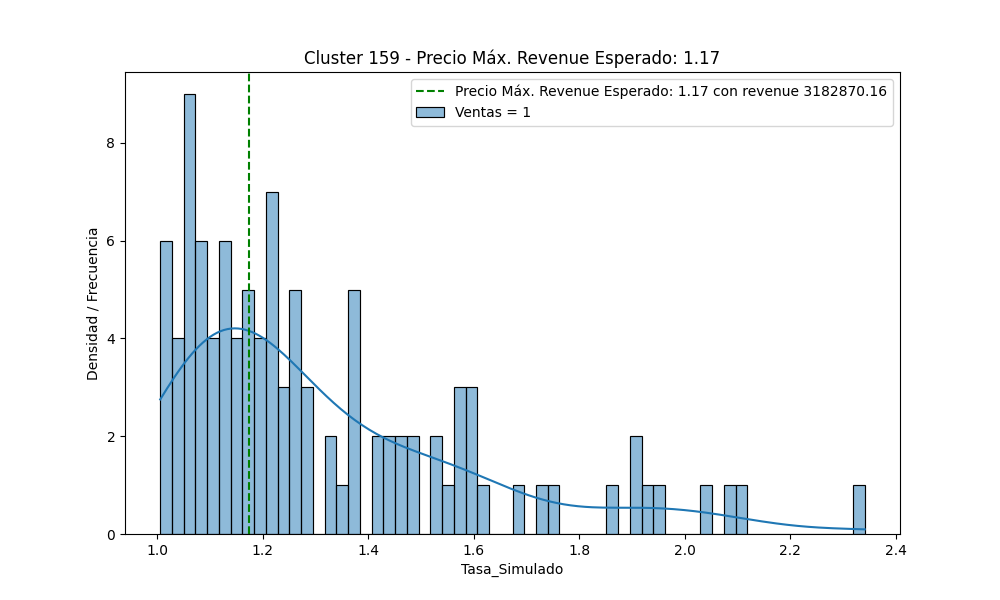 Cluster 159 - Precio Máx. Revenue Esperado: 1.17
Precio Máx. Revenue Esperado: 1.17 con revenue 3182870.16
Ventas = 1
Densidad / Frecuencia
8
6
4
2
0
1.0 1.2 1.4 1.6 1.8 2.0 2.2 2.4
Tasa_Simulado